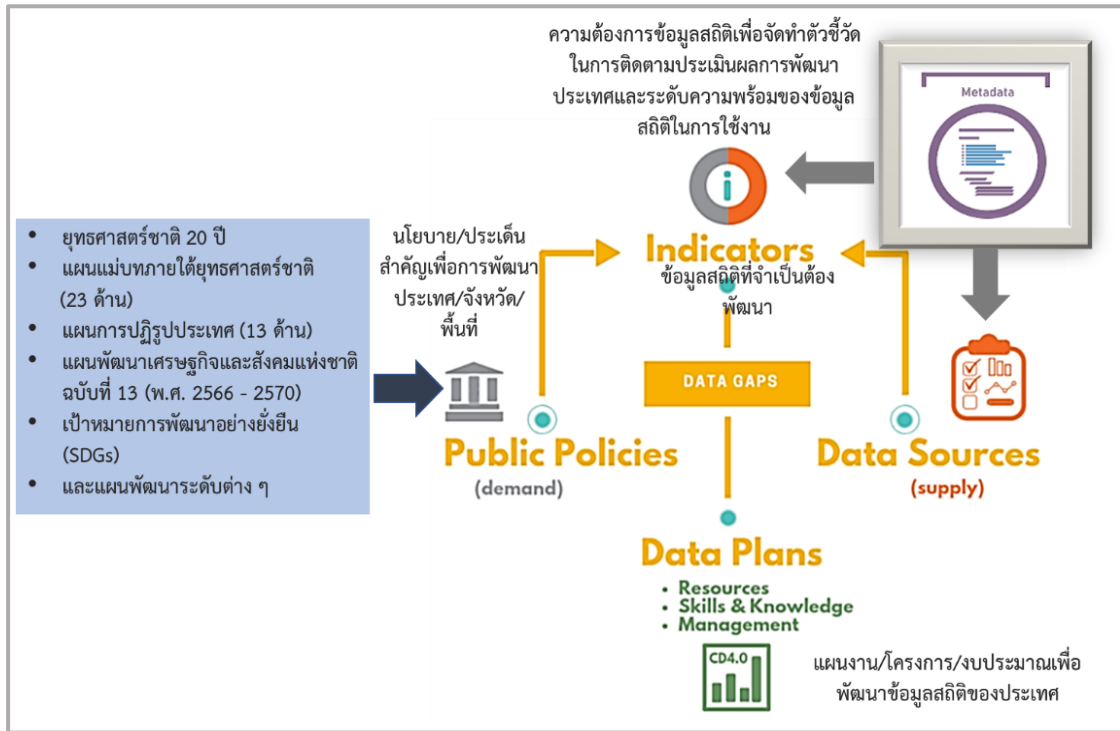 ความต้องการข้อมูลสถิติเพื่อจัดทำตัวชี้วัด
ในการติดตามประเมินผลการพัฒนา
ประเทศและระดับความพร้อมของข้อมูล
สถิติในการใช้งาน
Metadata
• ยุทธศาสตร์ชาติ 20 ปี
• แผนแม่บทภายใต้ยุทธศาสตร์ชาติ
(23 ด้าน)
• แผนการปฏิรูปประเทศ (13 ด้าน)
• แผนพัฒนาเศรษฐกิจและสังคมแห่งชาติ
ฉบับที่ 13 (พ.ศ. 2566 - 2570)
• เป้าหมายการพัฒนาอย่างยั่งยืน
(SDGs)
• และแผนพัฒนาระดับต่าง ๆ
นโยบาย/ประเด็น
สำคัญเพื่อการพัฒนา
ประเทศ/จังหวัด/
พื้นที่
i
Indicators
ข้อมูลสถิติที่จำเป็นต้อง
พัฒนา
DATA GAPS
Public Policies
(demand)
Data Sources
(supply)
Data Plans
• Resources
• Skills & Knowledge
• Management
CD4.0
แผนงาน/โครงการ/งบประมาณเพื่อ
พัฒนาข้อมูลสถิติของประเทศ